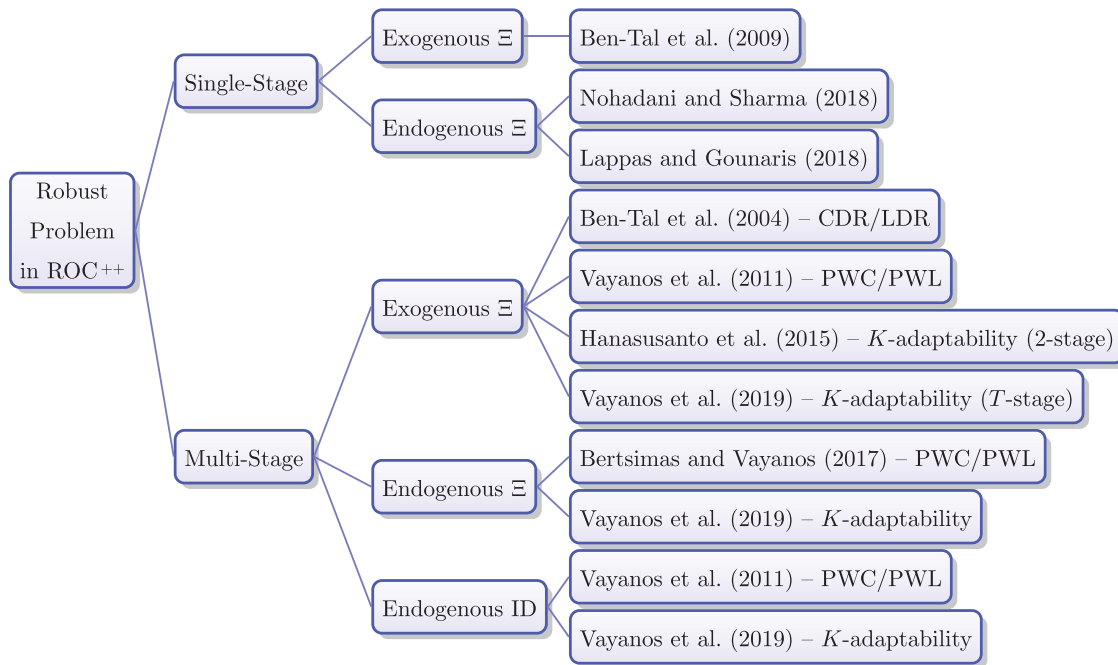 Robust
Problem
in ROC++
Single-Stage
Exogenous Ξ
Ben-Tal et al. (2009)
Endogenous Ξ
Nohadani and Sharma (2018)
Lappas and Gounaris (2018)
Multi-Stage
Exogenous Ξ
Ben-Tal et al. (2004) – CDR/LDR
Vayanos et al. (2011) – PWC/PWL
Hanasusanto et al. (2015) – K-adaptability (2-stage)
Vayanos et al. (2019) – K-adaptability (T-stage)
Endogenous Ξ
Bertsimas and Vayanos (2017) – PWC/PWL
Vayanos et al. (2019) – K-adaptability
Endogenous ID
Vayanos et al. (2011) – PWC/PWL
Vayanos et al. (2019) – K-adaptability